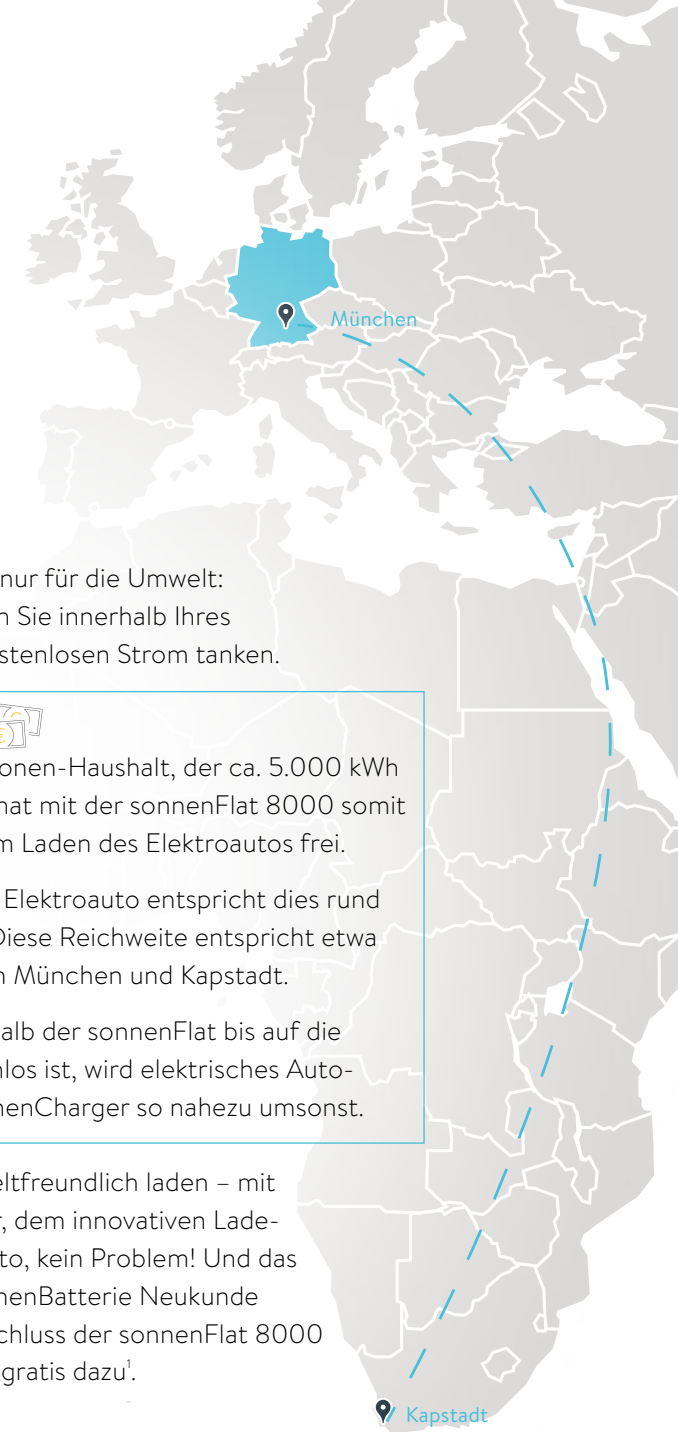 München
nur für die Umwelt:
Sie innerhalb Ihres
stenlosen Strom tanken.
onen-Haushalt, der ca. 5.000 kWh
hat mit der sonnenFlat 8000 somit
m Laden des Elektroautos frei.
Elektroauto entspricht dies rund
Diese Reichweite entspricht etwa
n München und Kapstadt.
alb der sonnenFlat bis auf die
nlos ist, wird elektrisches Auto-
nenCharger so nahezu umsonst.
eltfreundlich laden – mit
r, dem innovativen Lade-
to, kein Problem! Und das
nenBatterie Neukunde
chluss der sonnenFlat 8000
gratis dazu¹.
Kapstadt